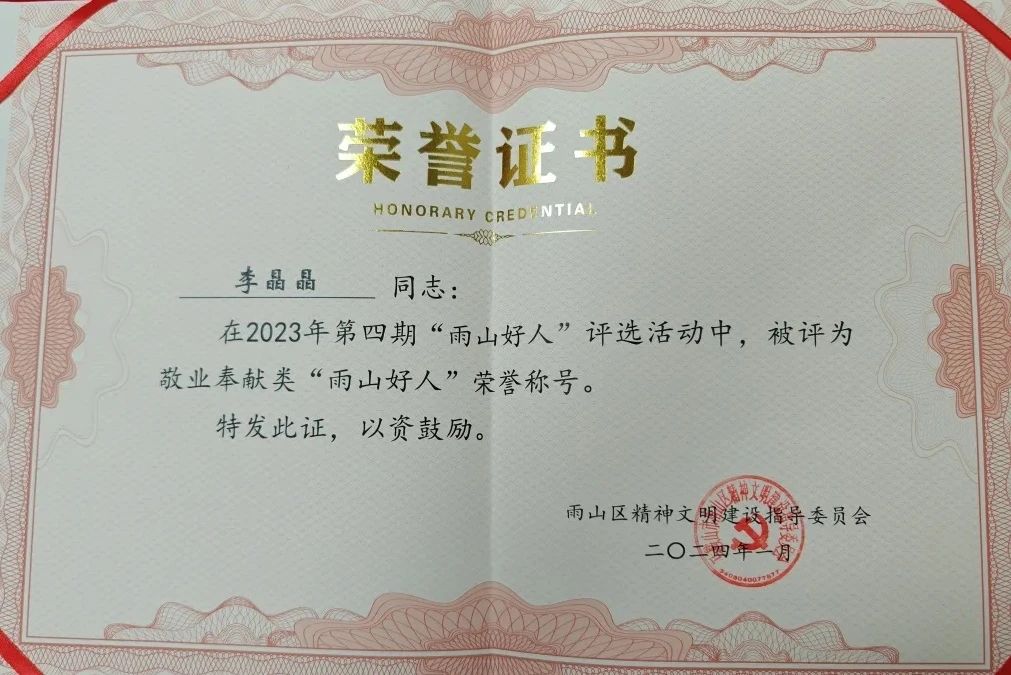 荣誉证书
HONORARY CREDENTIAL
李晶晶 同志：
在2023年第四期“雨山好人”评选活动中，被评为
敬业奉献类“雨山好人”荣誉称号。
特发此证，以资鼓励。
雨山区精神文明建设指导委员会
二〇二四年一月